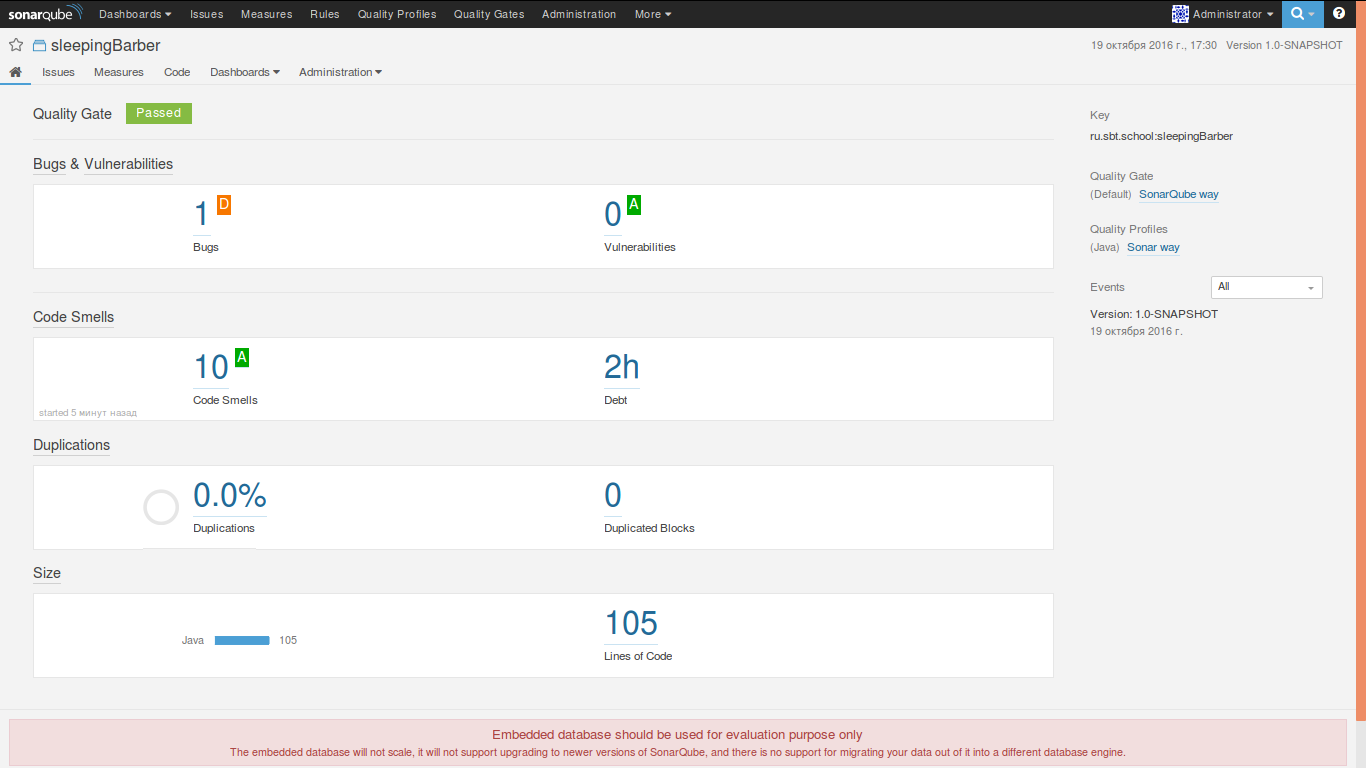 sonarqube Dashboards Issues Measures Rules Quality Profiles Quality Gates Administration More Administrator ?
sleepingBarber 19 октября 2016 г., 17:30 Version 1.0-SNAPSHOT
Issues Measures Code Dashboards Administration
Quality Gate Passed
Key
ru.sbt.school:sleepingBarber
Quality Gate
(Default) SonarQube way
Quality Profiles
(Java) Sonar way
Events All
Version: 1.0-SNAPSHOT
19 октября 2016 г.
Bugs & Vulnerabilities
1 D 0 A
Bugs Vulnerabilities
Code Smells
10 A 2h
Code Smells Debt
started 5 минут назад
Duplications
0.0% 0
Duplications Duplicated Blocks
Size
Java 105 105
Lines of Code
Embedded database should be used for evaluation purpose only
The embedded database will not scale, it will not support upgrading to newer versions of SonarQube, and there is no support for migrating your data out of it into a different database engine.